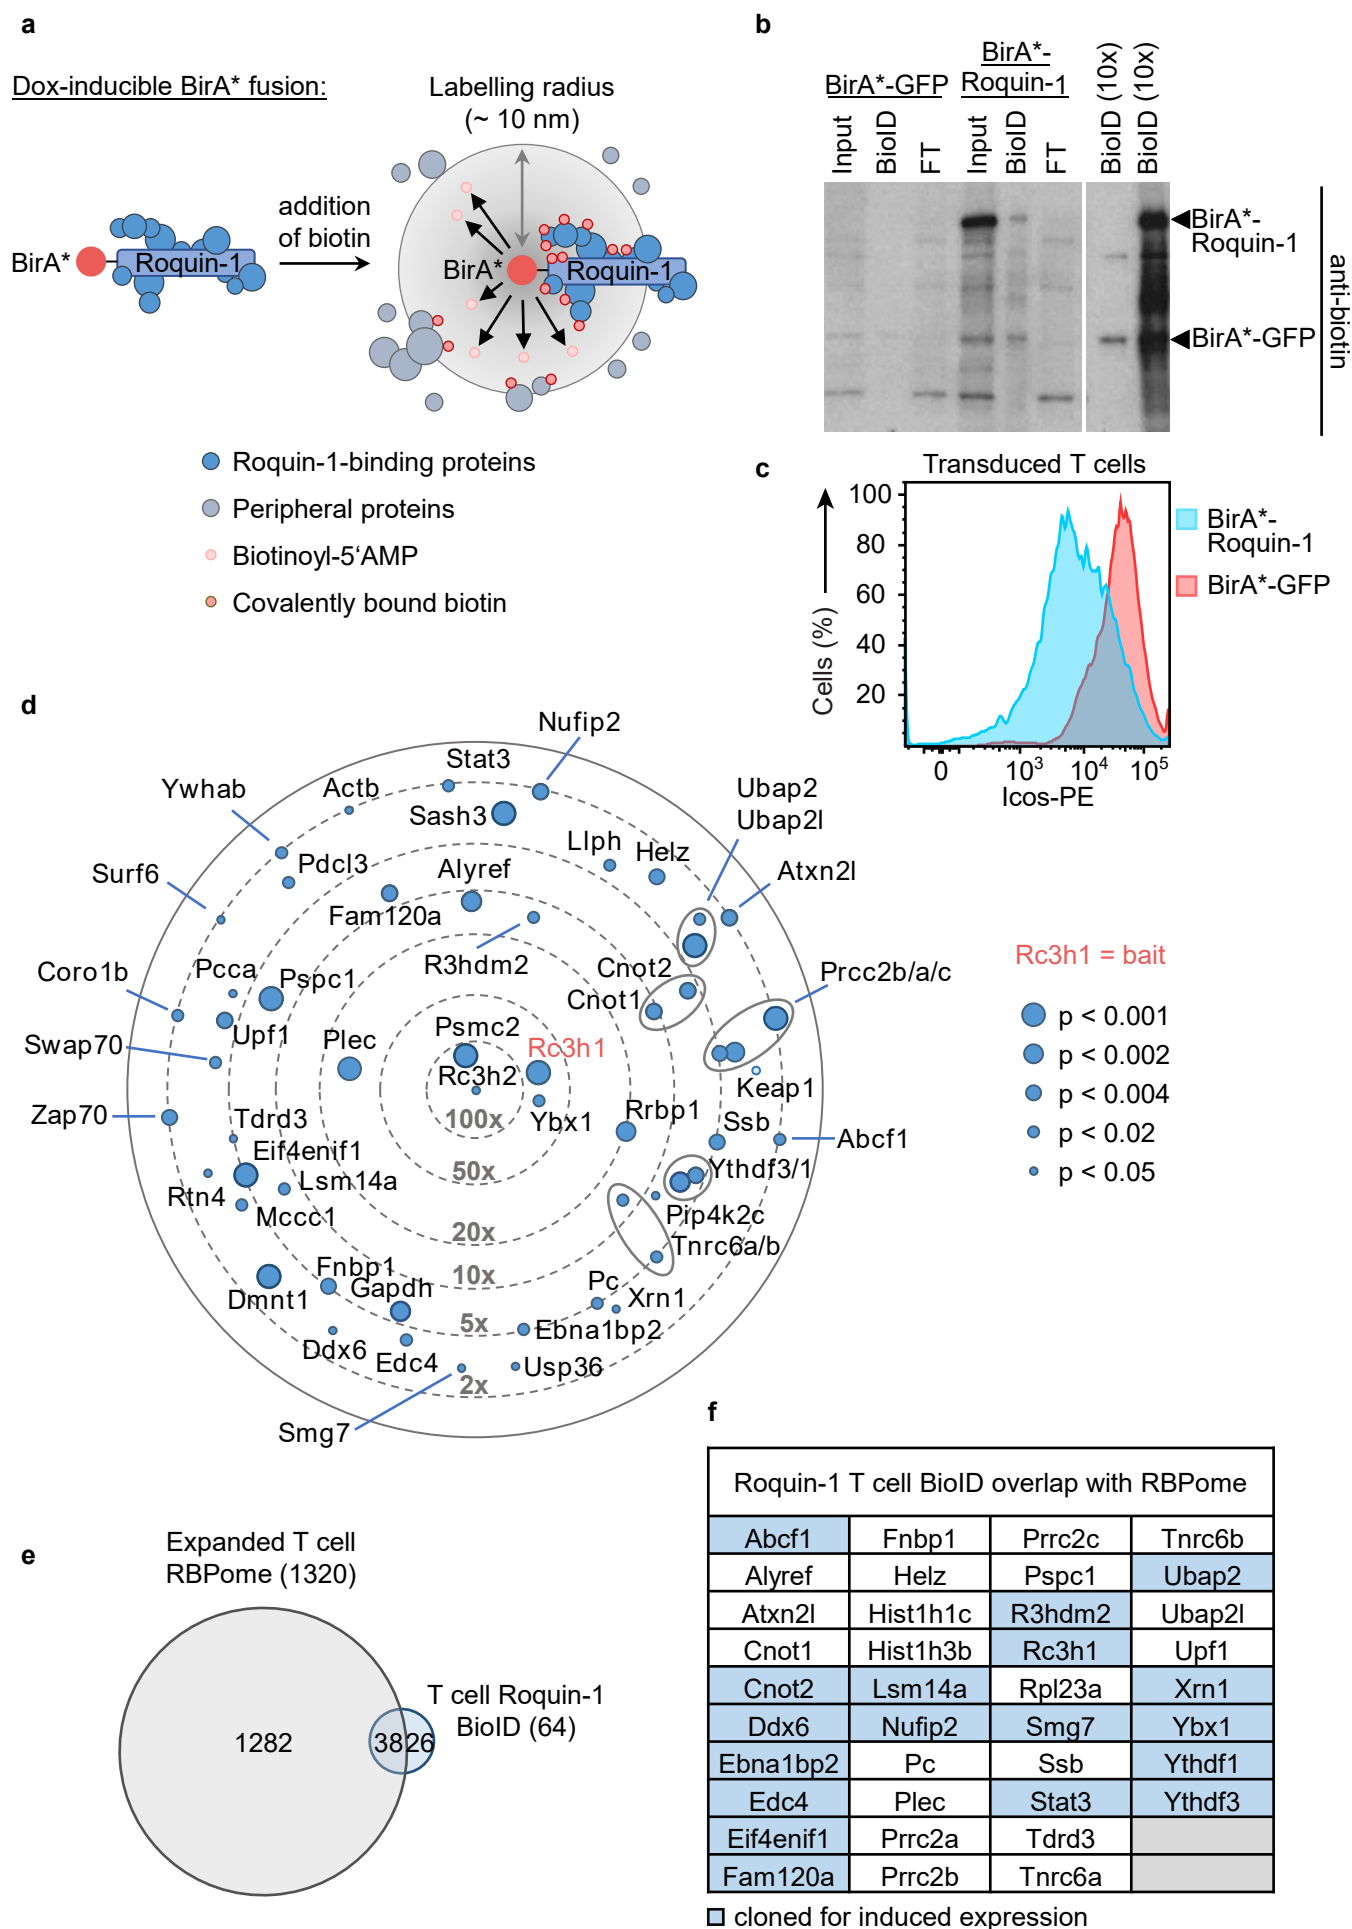 a
Dox-inducible BirA* fusion:
Labelling radius
(~ 10 nm)
BirA*
Roquin-1
addition
of biotin
BirA*
Roquin-1
Roquin-1-binding proteins
Peripheral proteins
Biotinoyl-5‘AMP
Covalently bound biotin
b
BirA*-GFP
BirA*-
Roquin-1
Input
BioID
FT
Input
BioID
FT
BioID (10x)
BioID (10x)
BirA*-
Roquin-1
BirA*-GFP
anti-biotin
c
Transduced T cells
Cells (%)
100
80
60
40
20
0
10³
10⁴
10⁵
Icos-PE
BirA*-
Roquin-1
BirA*-GFP
d
Nufip2
Stat3
Ywhab
Actb
Sash3
Ubap2
Ubap2l
Llph
Helz
Pdcl3
Surf6
Alyref
Atxn2l
Fam120a
R3hdm2
Coro1b
Pcca
Pspc1
Cnot2
Cnot1
Prcc2b/a/c
Upf1
Swap70
Plec
Psmc2
Rc3h1
Rc3h2
Keap1
Zap70
Tdrd3
100x
Ybx1
Rrbp1
Ssb
Abcf1
Eif4enif1
50x
Ythdf3/1
Rtn4
Lsm14a
Mccc1
Pip4k2c
20x
Tnrc6a/b
Fnbp1
10x
Dmnt1
Gapdh
Pc
Xrn1
5x
Ebna1bp2
Ddx6
Edc4
Usp36
2x
Smg7
Rc3h1 = bait
p < 0.001
p < 0.002
p < 0.004
p < 0.02
p < 0.05
e
Expanded T cell
RBPome (1320)
T cell Roquin-1
BioID (64)
1282
38
26
f
Roquin-1 T cell BioID overlap with RBPome
Abcf1 Fnbp1 Prrc2c Tnrc6b
Alyref Helz Pspc1 Ubap2
Atxn2l Hist1h1c R3hdm2 Ubap2l
Cnot1 Hist1h3b Rc3h1 Upf1
Cnot2 Lsm14a Rpl23a Xrn1
Ddx6 Nufip2 Smg7 Ybx1
Ebna1bp2 Pc Ssb Ythdf1
Edc4 Plec Stat3 Ythdf3
Eif4enif1 Prrc2a Tdrd3
Fam120a Prrc2b Tnrc6a
cloned for induced expression